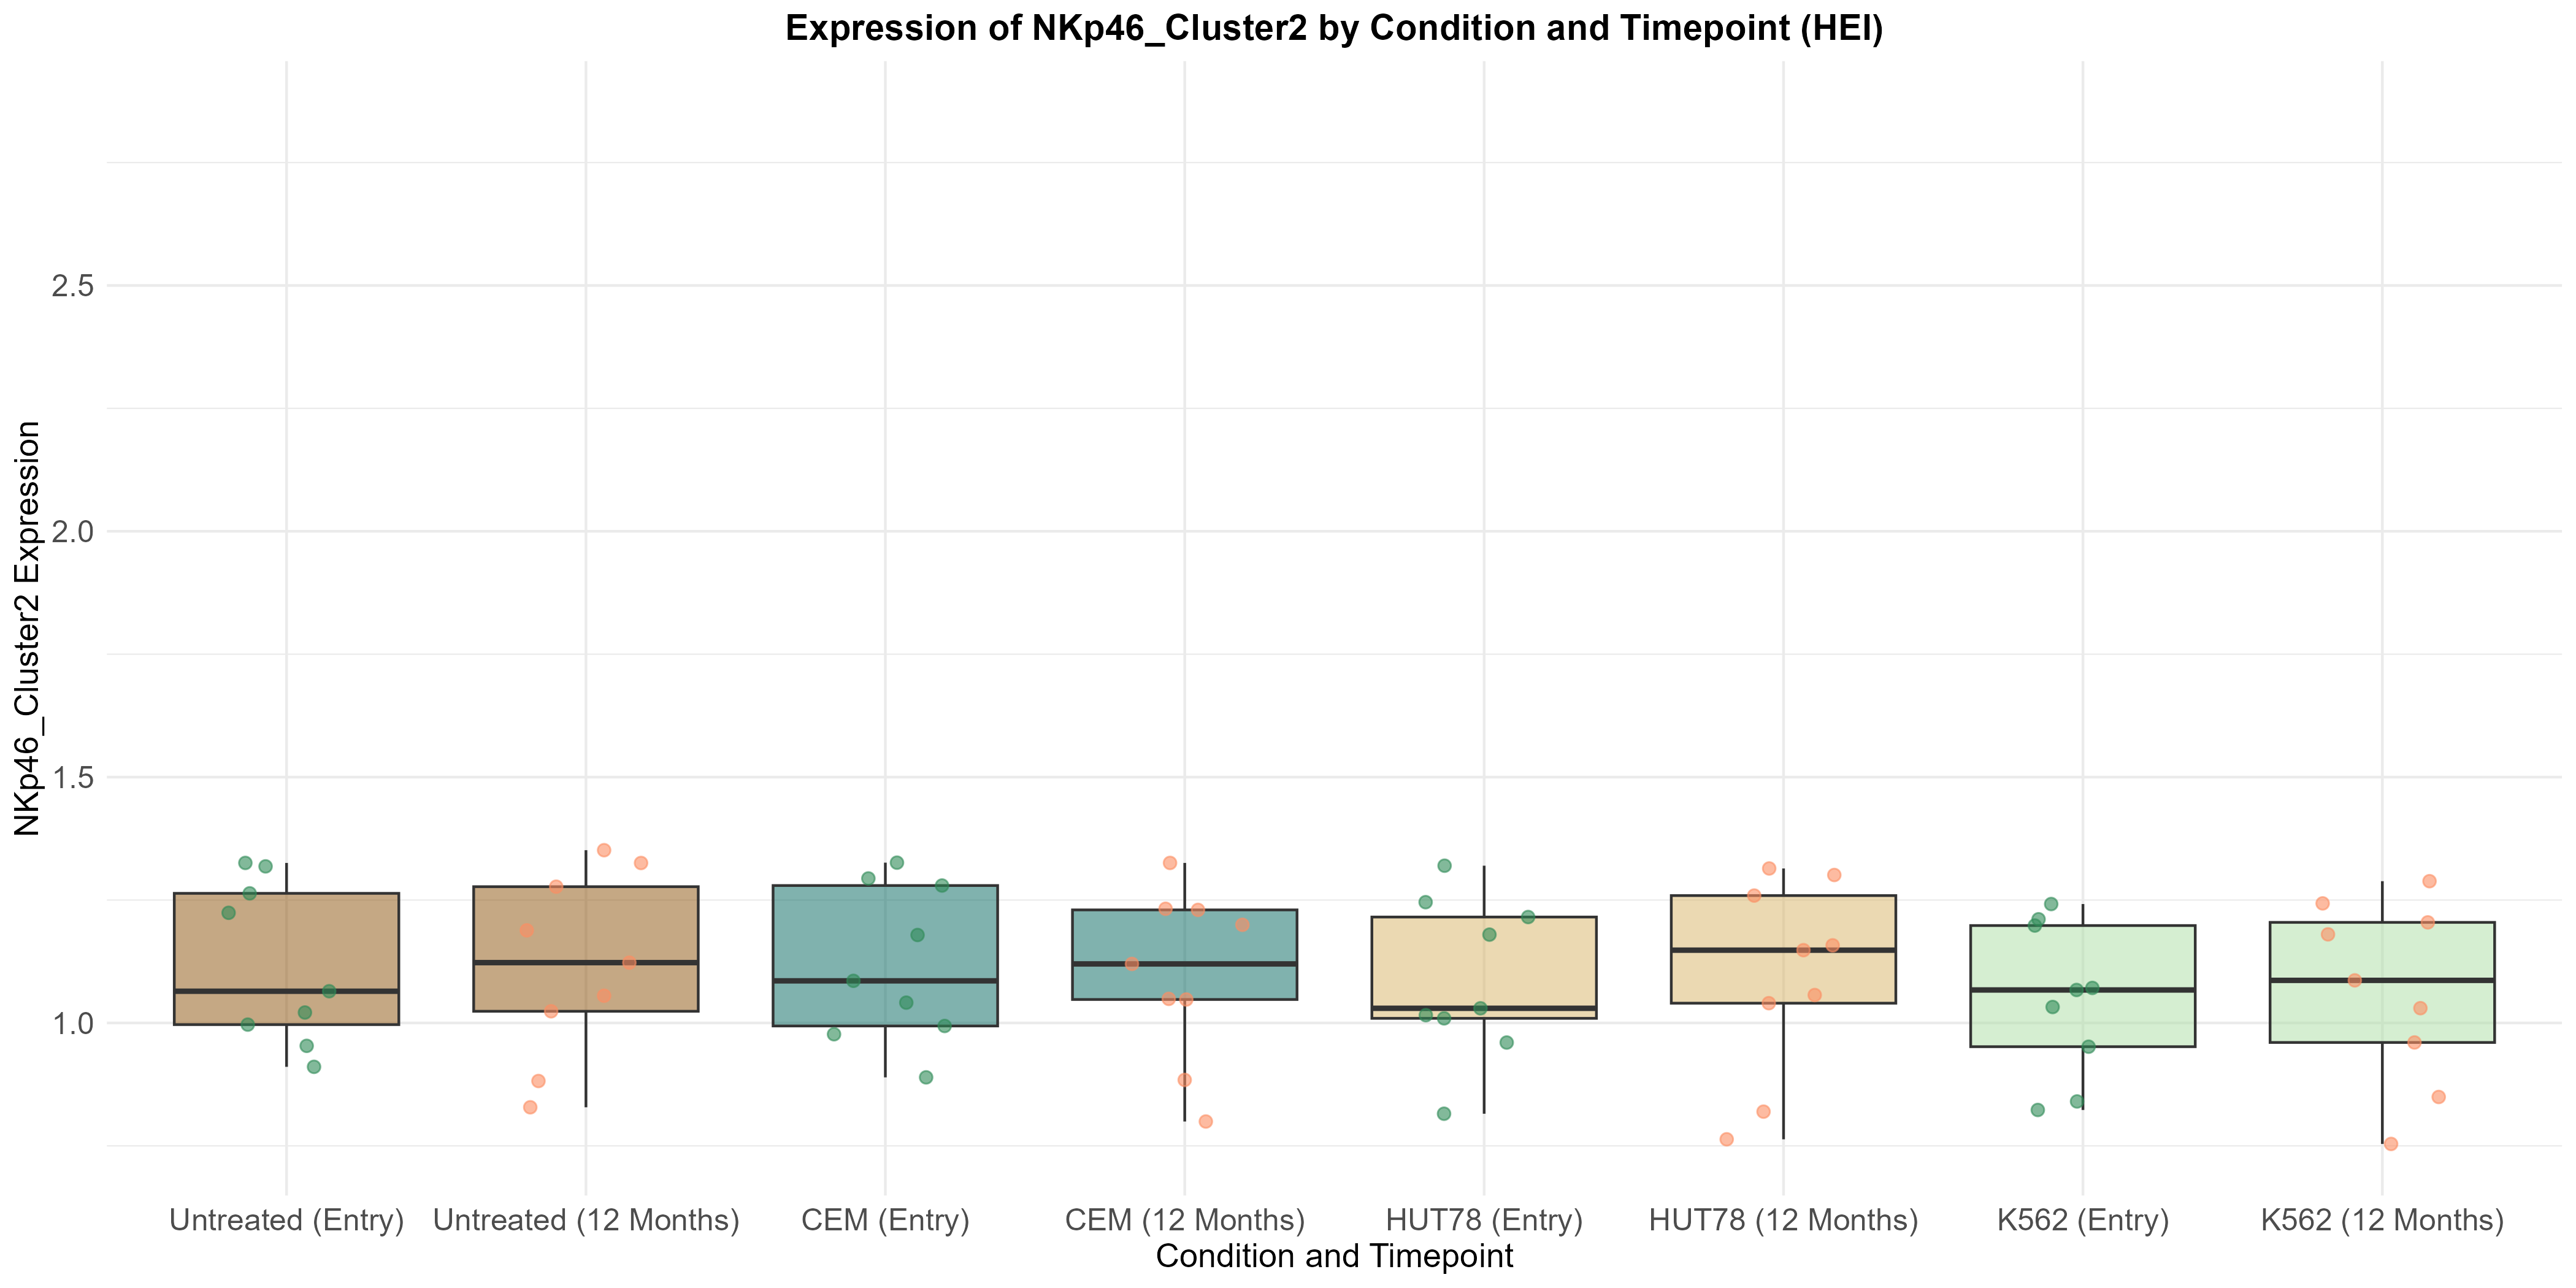 Expression of NKp46_Cluster2 by Condition and Timepoint (HEI)
NKp46_Cluster2 Expression
2.5
2.0
1.5
1.0
Untreated (Entry)
Untreated (12 Months)
CEM (Entry)
CEM (12 Months)
HUT78 (Entry)
HUT78 (12 Months)
K562 (Entry)
K562 (12 Months)
Condition and Timepoint